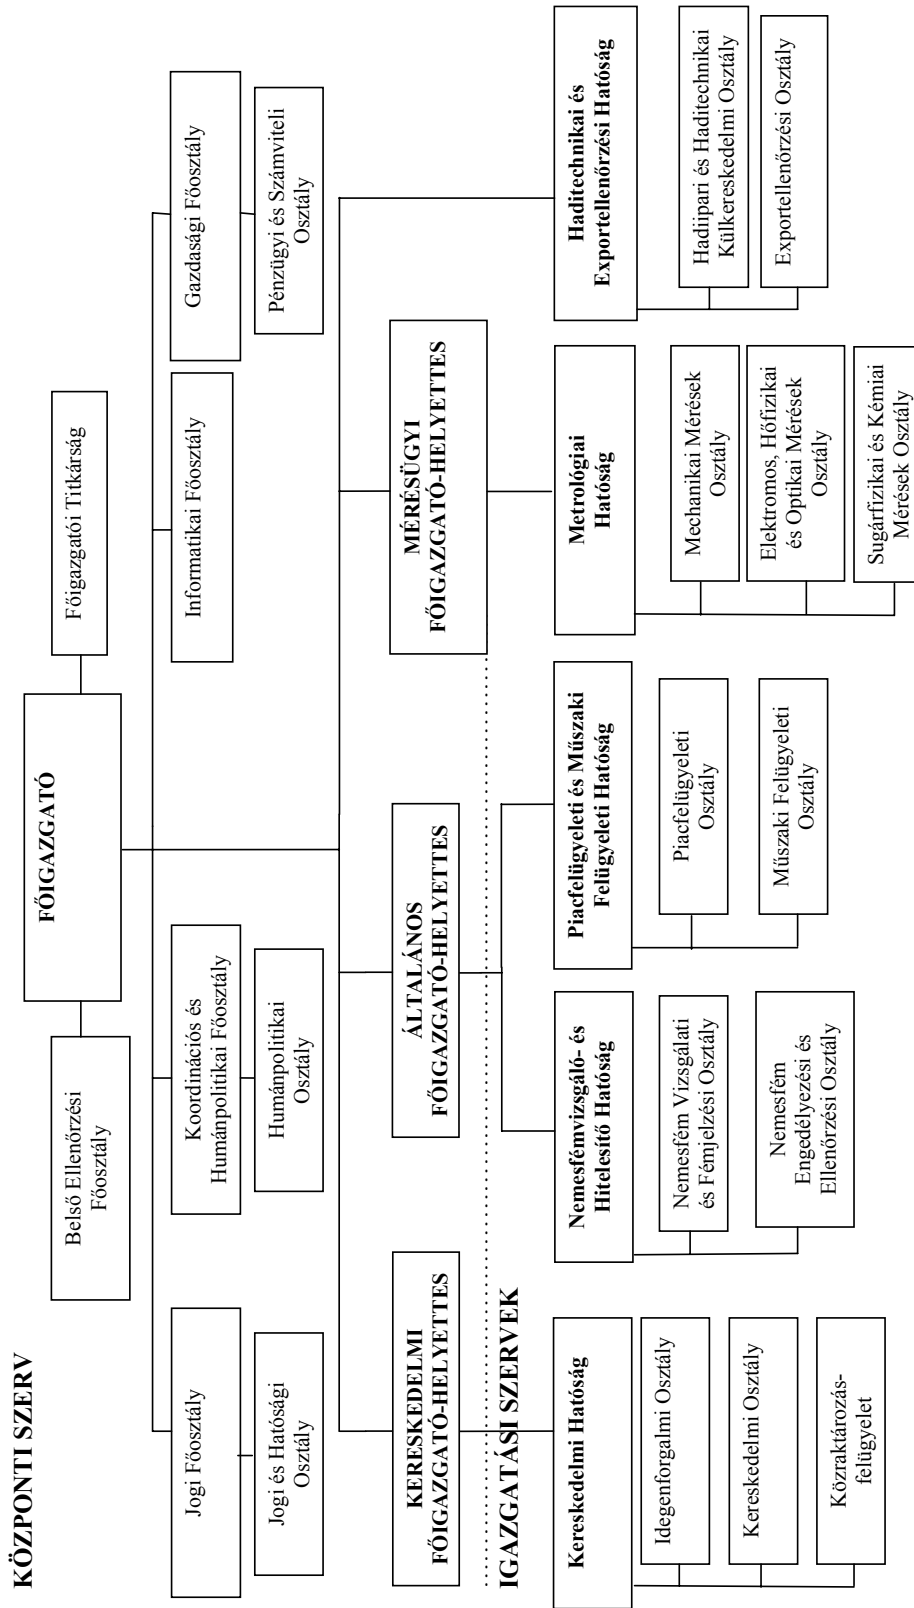 KÖZPONTI SZERV
FŐIGAZGATÓ
Belső Ellenőrzési
Főosztály
Főigazgatói Titkárság
Jogi Főosztály
Koordinációs és
Humánpolitikai Főosztály
Informatikai Főosztály
Gazdasági Főosztály
Jogi és Hatósági
Osztály
Humánpolitikai
Osztály
Pénzügyi és Számviteli
Osztály
KERESKEDELMI
FŐIGAZGATÓ-HELYETTES
ÁLTALÁNOS
FŐIGAZGATÓ-HELYETTES
MÉRÉSÜGYI
FŐIGAZGATÓ-HELYETTES
IGAZGATÁSI SZERVEK
Kereskedelmi Hatóság
Idegenforgalmi Osztály
Kereskedelmi Osztály
Közraktározás-
felügyelet
Nemesfémvizsgáló- és
Hitelesítő Hatóság
Nemesfém Vizsgálati
és Fémjelzési Osztály
Nemesfém
Engedélyezési és
Ellenőrzési Osztály
Piacfelügyeleti és Műszaki
Felügyeleti Hatóság
Piacfelügyeleti
Osztály
Műszaki Felügyeleti
Osztály
Metrológiai
Hatóság
Mechanikai Mérések
Osztály
Elektromos, Hőfizikai
és Optikai Mérések
Osztály
Sugárfizikai és Kémiai
Mérések Osztály
Haditechnikai és
Exportellenőrzési Hatóság
Hadiipari és Haditechnikai
Külkereskedelmi Osztály
Exportellenőrzési Osztály